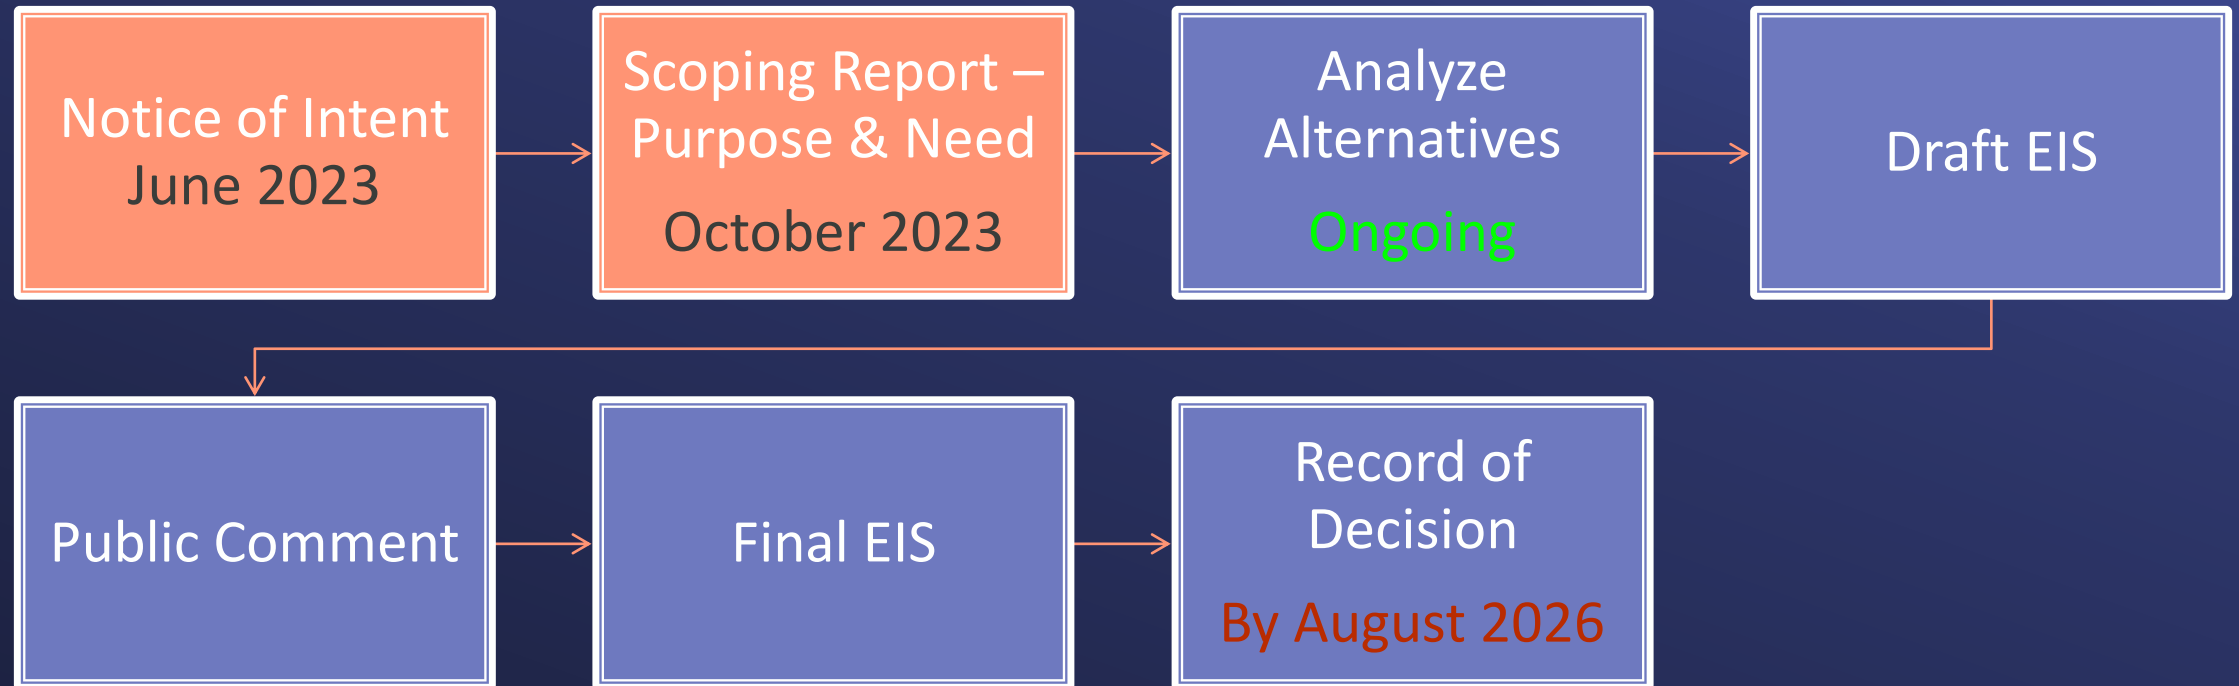 Notice of Intent
June 2023
Scoping Report –
Purpose & Need
October 2023
Analyze
Alternatives
Ongoing
Draft EIS
Public Comment
Final EIS
Record of
Decision
By August 2026